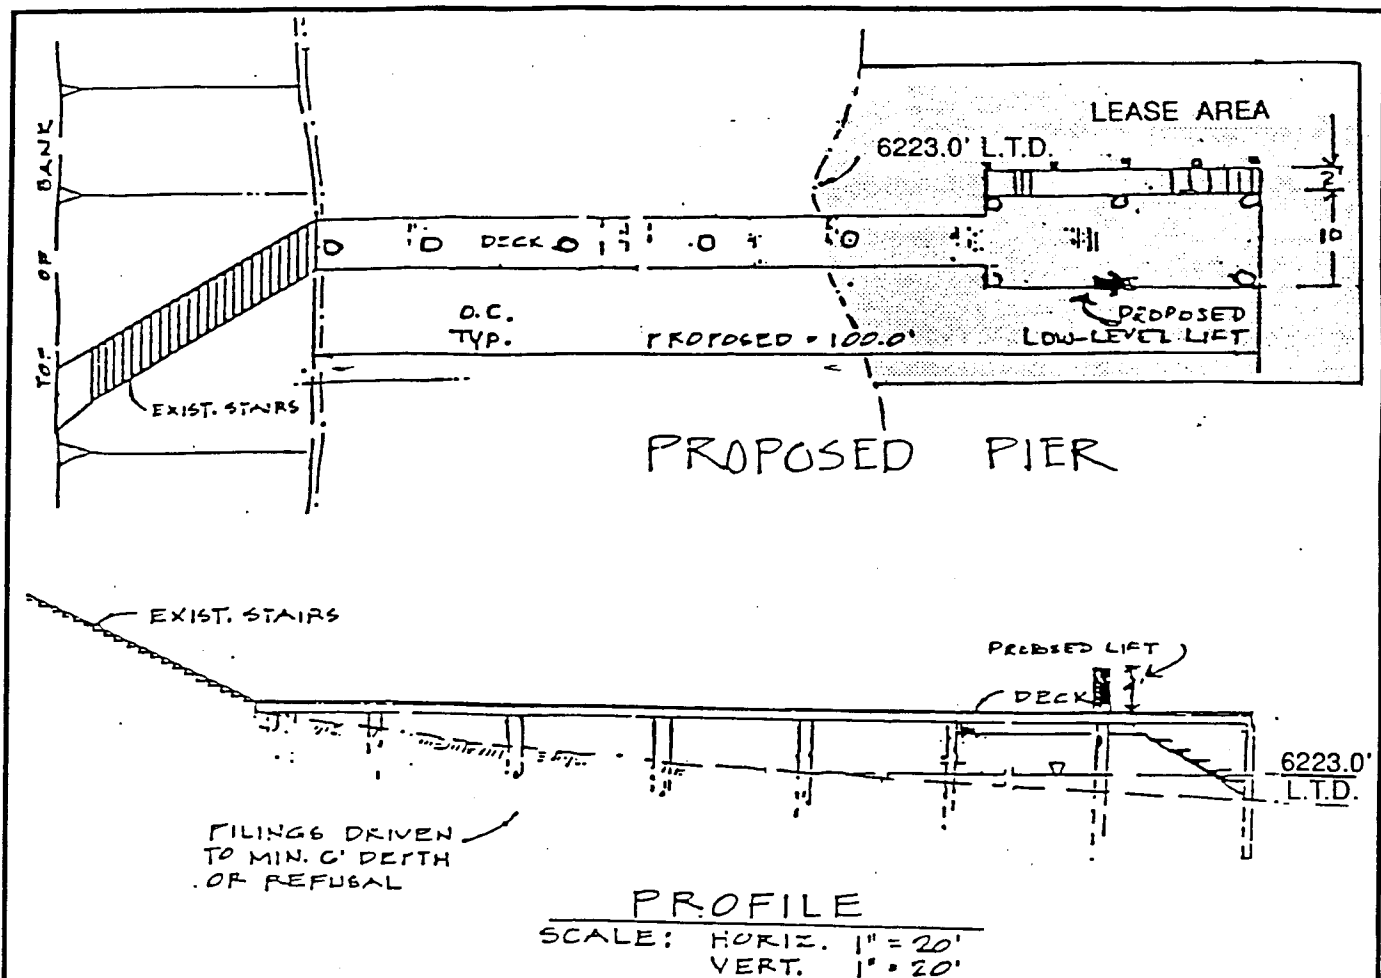 TOP OF BANK
LEASE AREA
6223.0' L.T.D.
2'
10'
DECK
O.C.
TYP.
PROPOSED = 100.0'
PROPOSED
LOW-LEVEL LIFT
EXIST. STAIRS
PROPOSED PIER
EXIST. STAIRS
PROPOSED LIFT
DECK
6223.0'
L.T.D.
PILINGS DRIVEN
TO MIN. 6' DEPTH
OR REFUSAL
PROFILE
SCALE: HORIZ. 1" = 20'
VERT. 1" = 20'